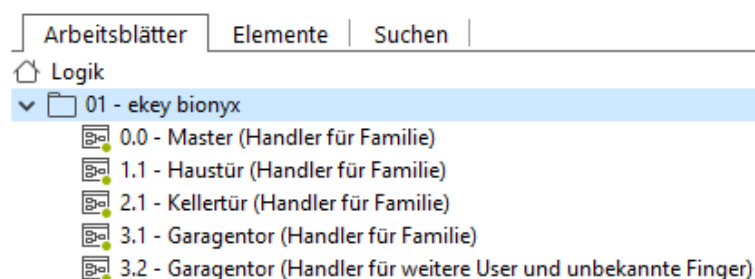 Arbeitsblätter Elemente Suchen
Logik
01 - ekey bionyx
0.0 - Master (Handler für Familie)
1.1 - Haustür (Handler für Familie)
2.1 - Kellertür (Handler für Familie)
3.1 - Garagentor (Handler für Familie)
3.2 - Garagentor (Handler für weitere User und unbekannte Finger)